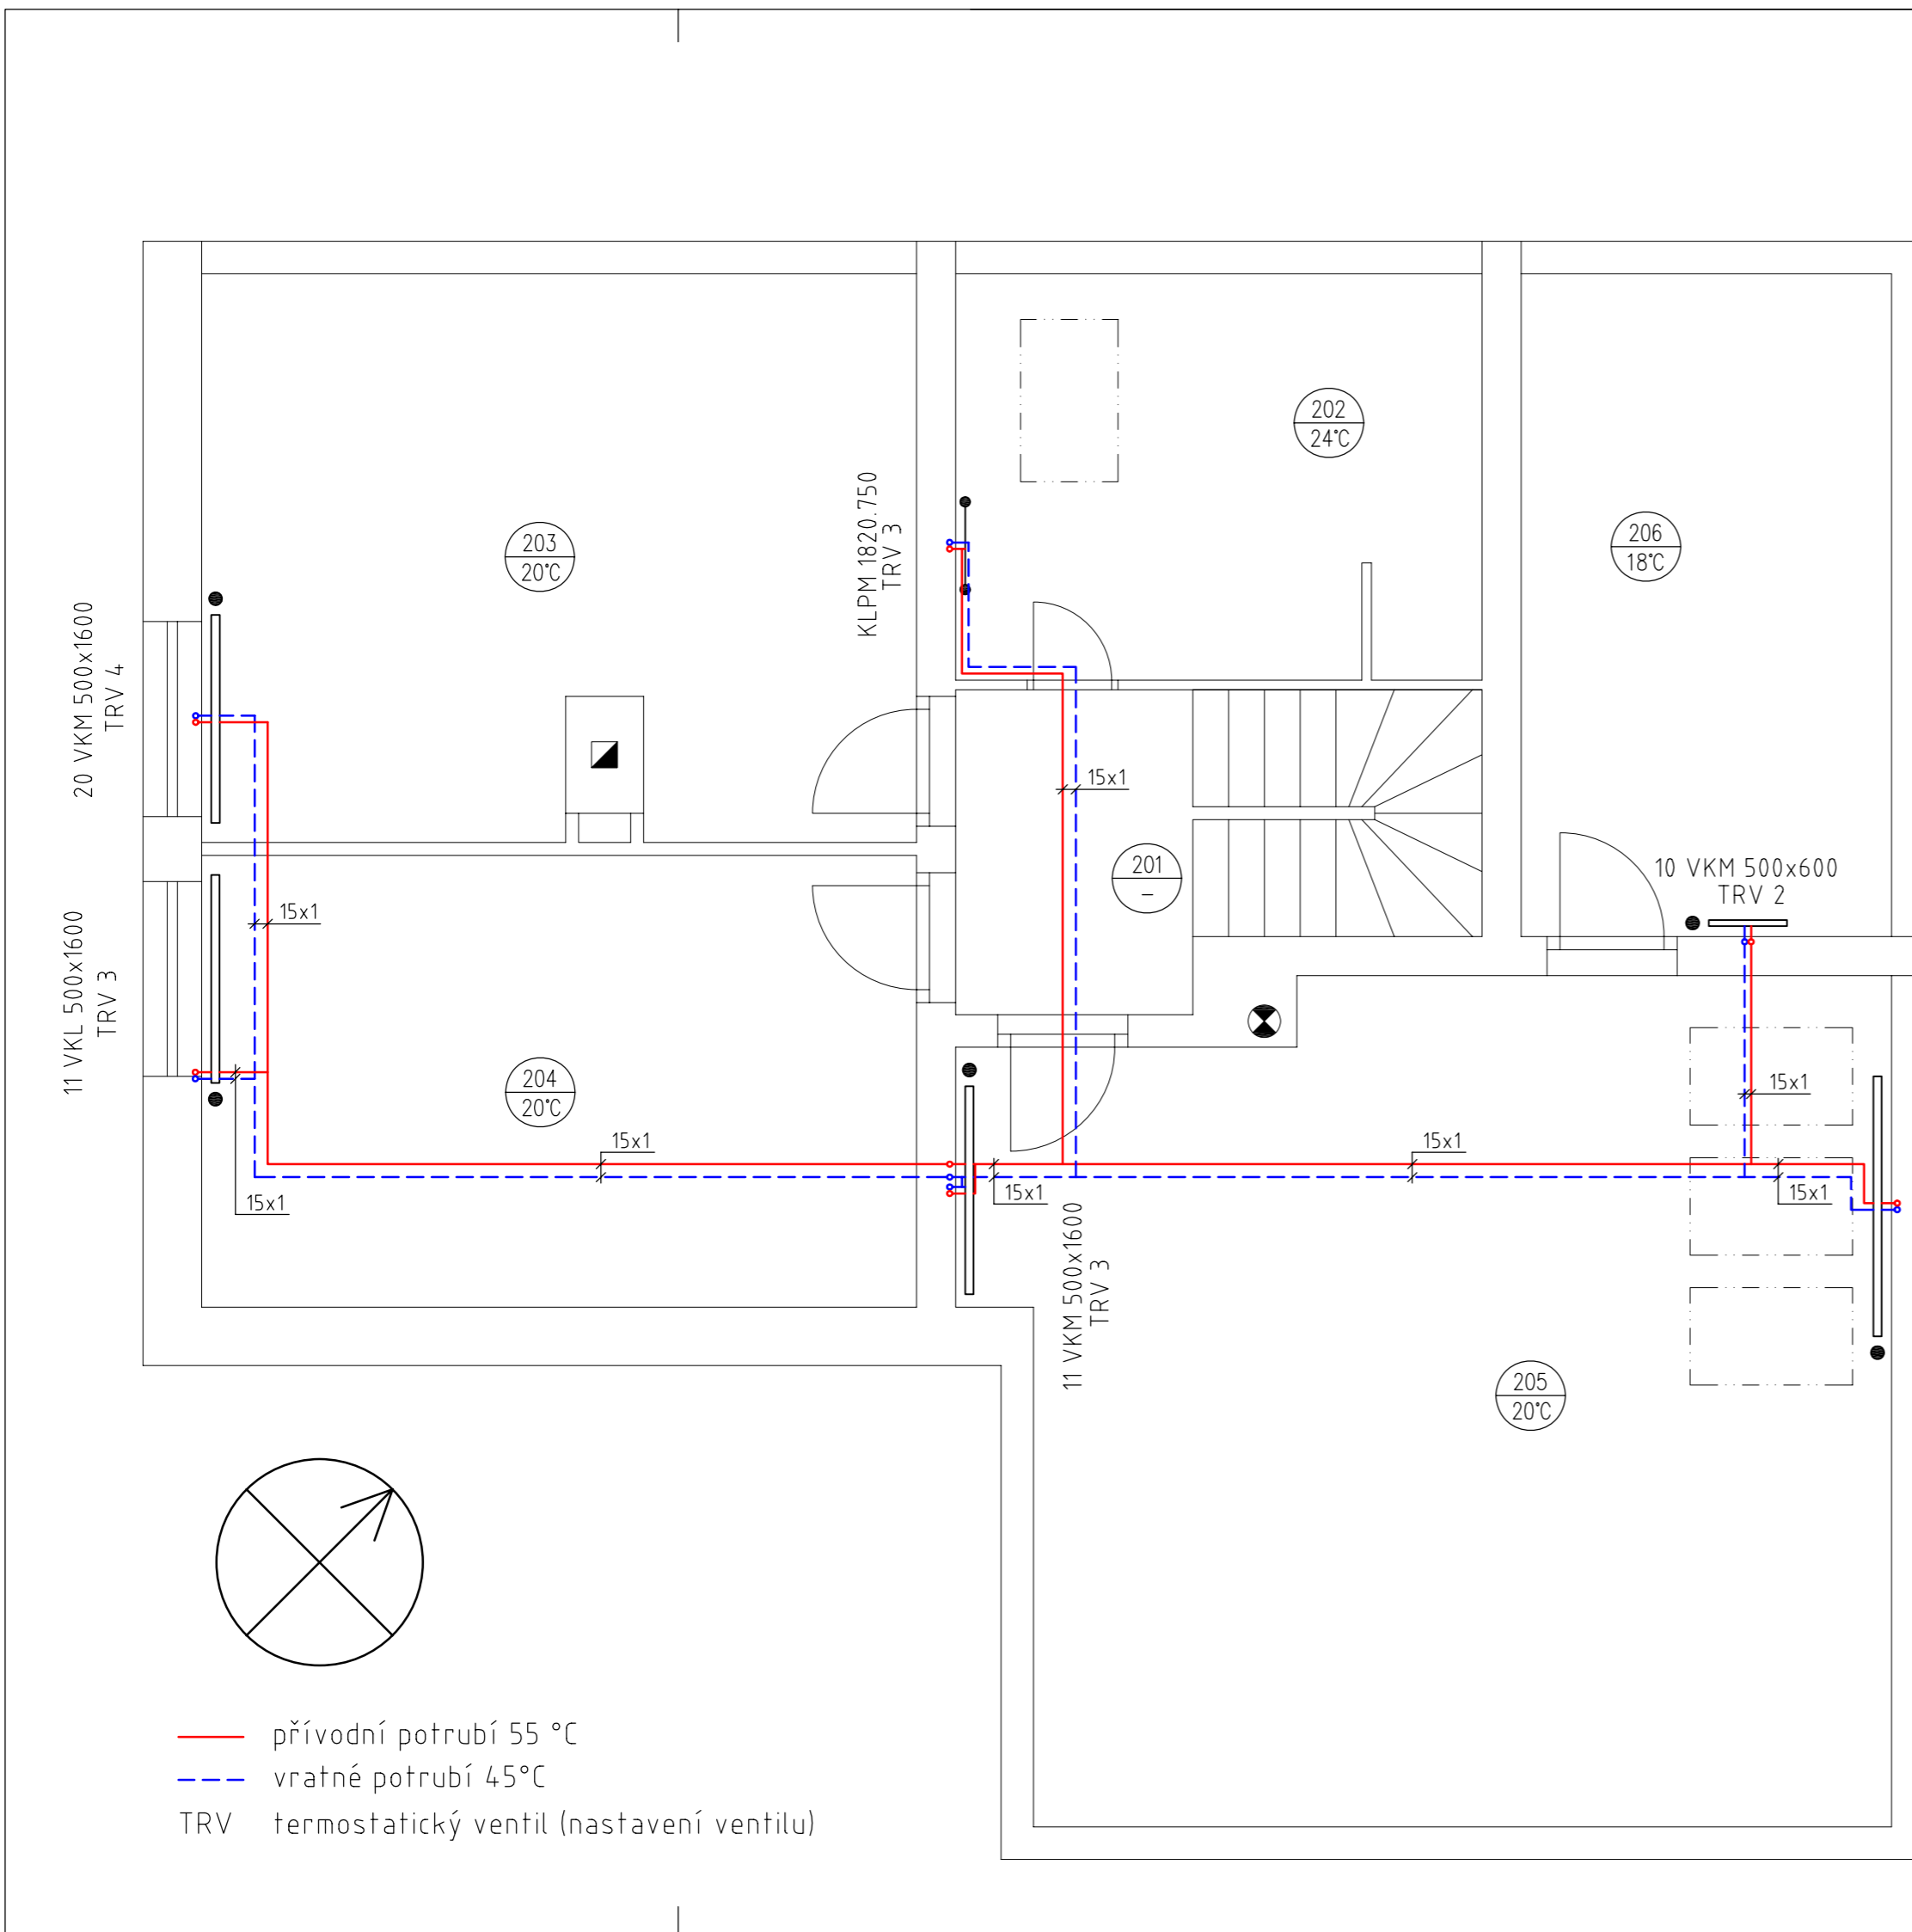 202
24°C
KLPM 1820.750
TRV 3
203
20°C
206
18°C
20 VKM 500x1600
TRV 4
15x1
201
-
10 VKM 500x600
TRV 2
15x1
11 VKL 500x1600
TRV 3
204
20°C
15x1
15x1
15x1
15x1
15x1
15x1
15x1
11 VKM 500x1600
TRV 3
205
20°C
přívodní potrubí 55 °C
vratné potrubí 45°C
TRV termostatický ventil (nastavení ventilu)